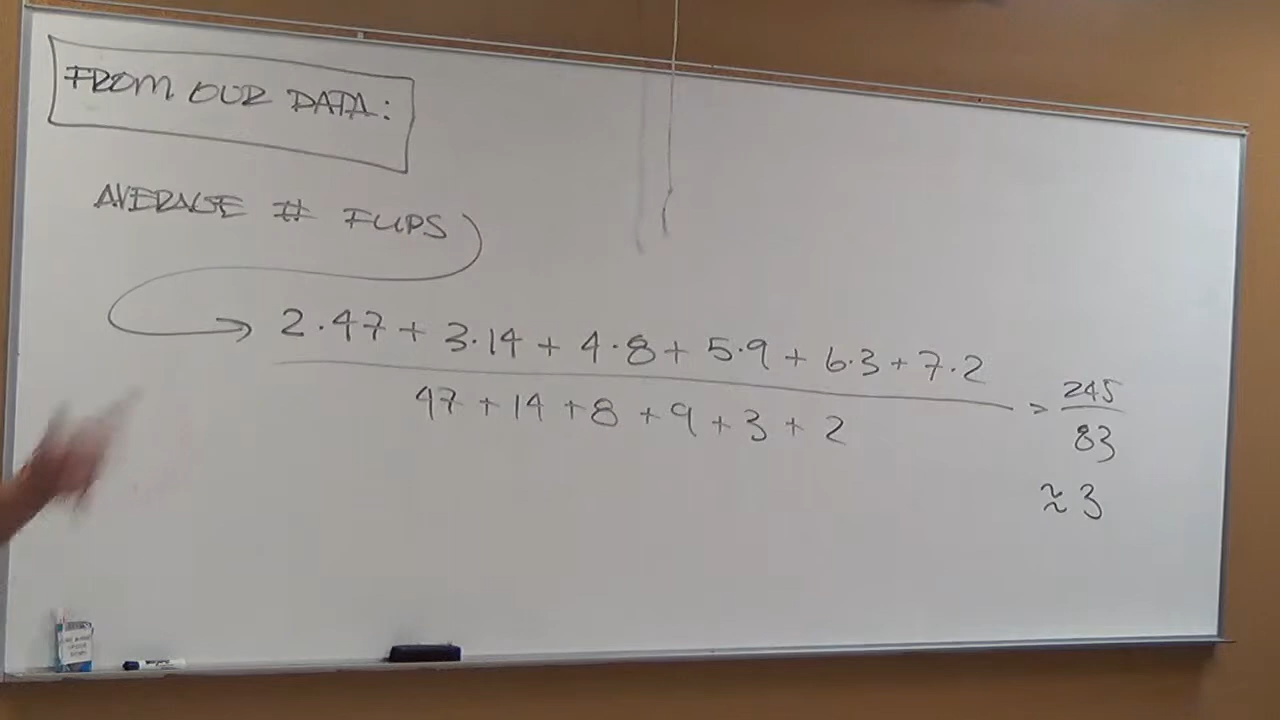 FROM OUR DATA:
AVERAGE # FLIPS
2·47 + 3·14 + 4·8 + 5·9 + 6·3 + 7·2
47 + 14 + 8 + 9 + 3 + 2
= 245
83
≈ 3